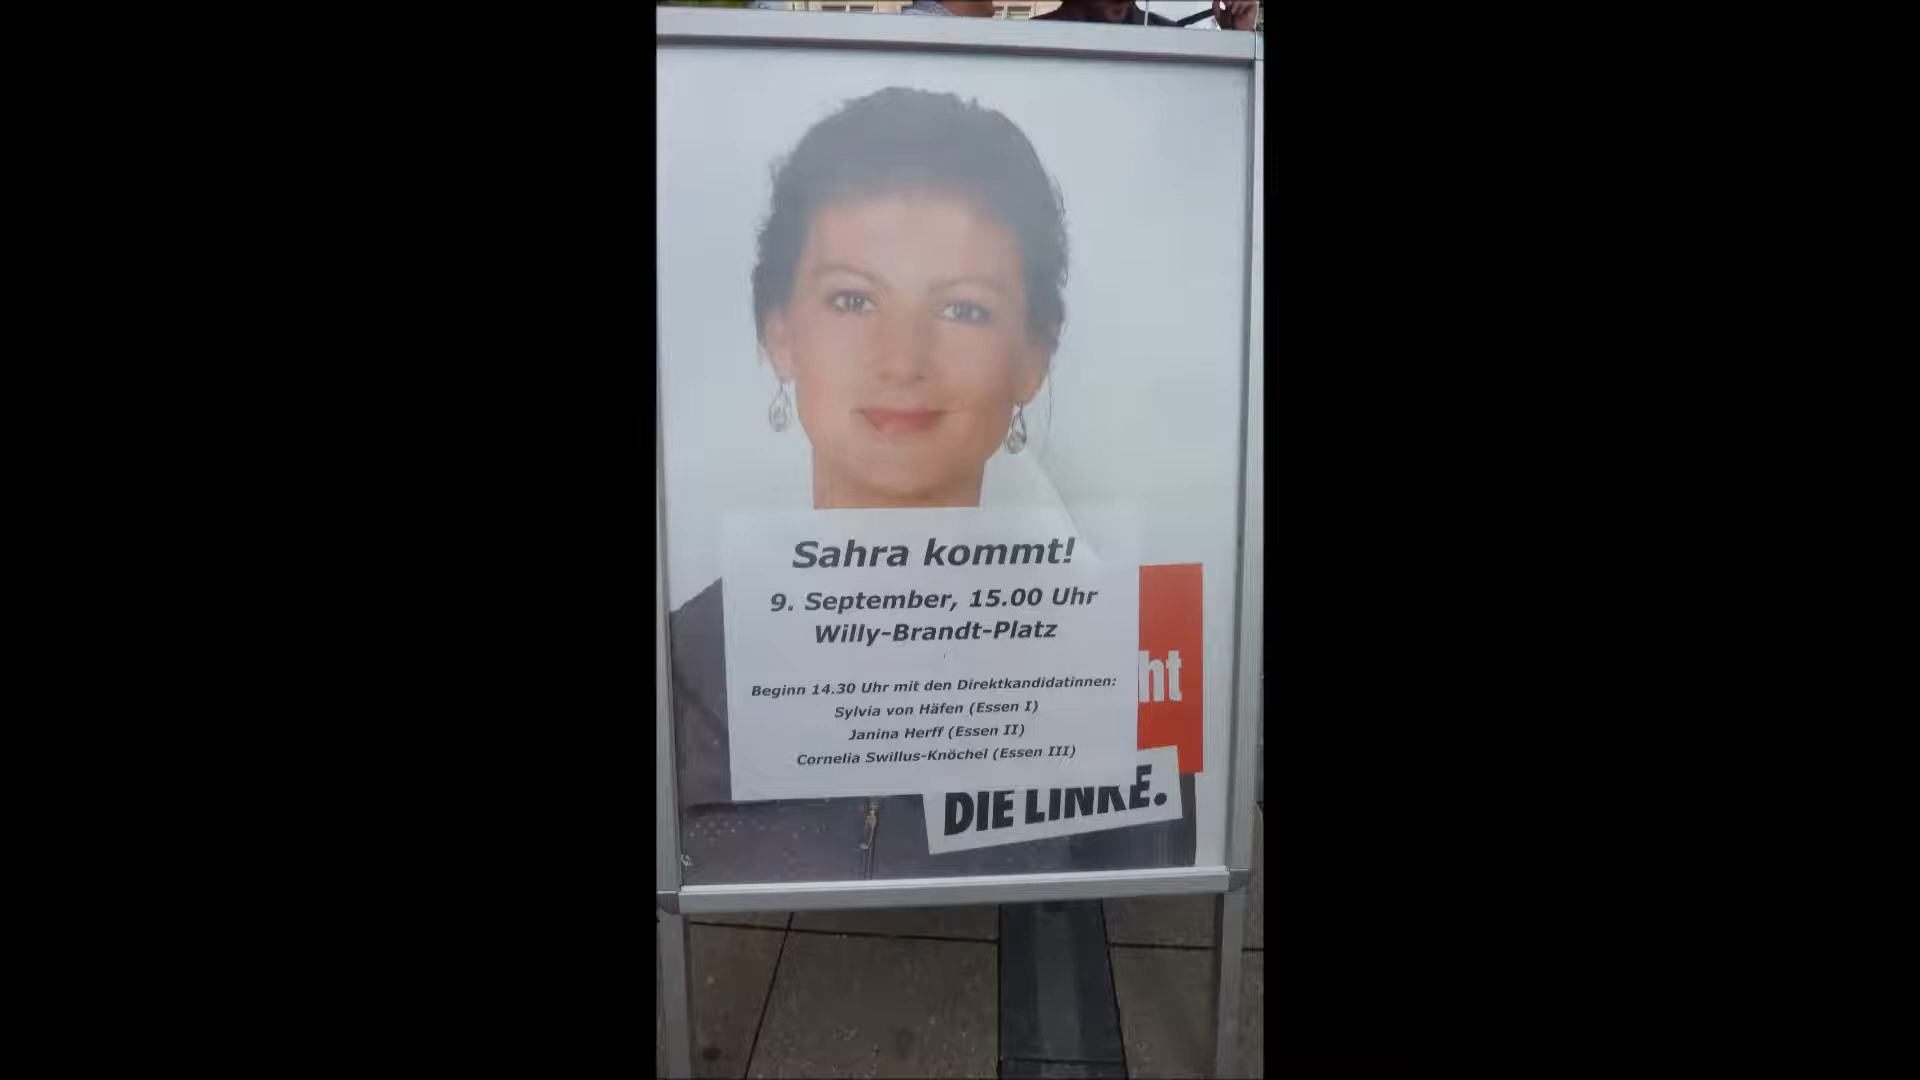 Sahra kommt!
9. September, 15.00 Uhr
Willy-Brandt-Platz
Beginn 14.30 Uhr mit den Direktkandidatinnen:
Sylvia von Häfen (Essen I)
Janina Herff (Essen II)
Cornelia Swillus-Knöchel (Essen III)
ht
DIE LINKE.